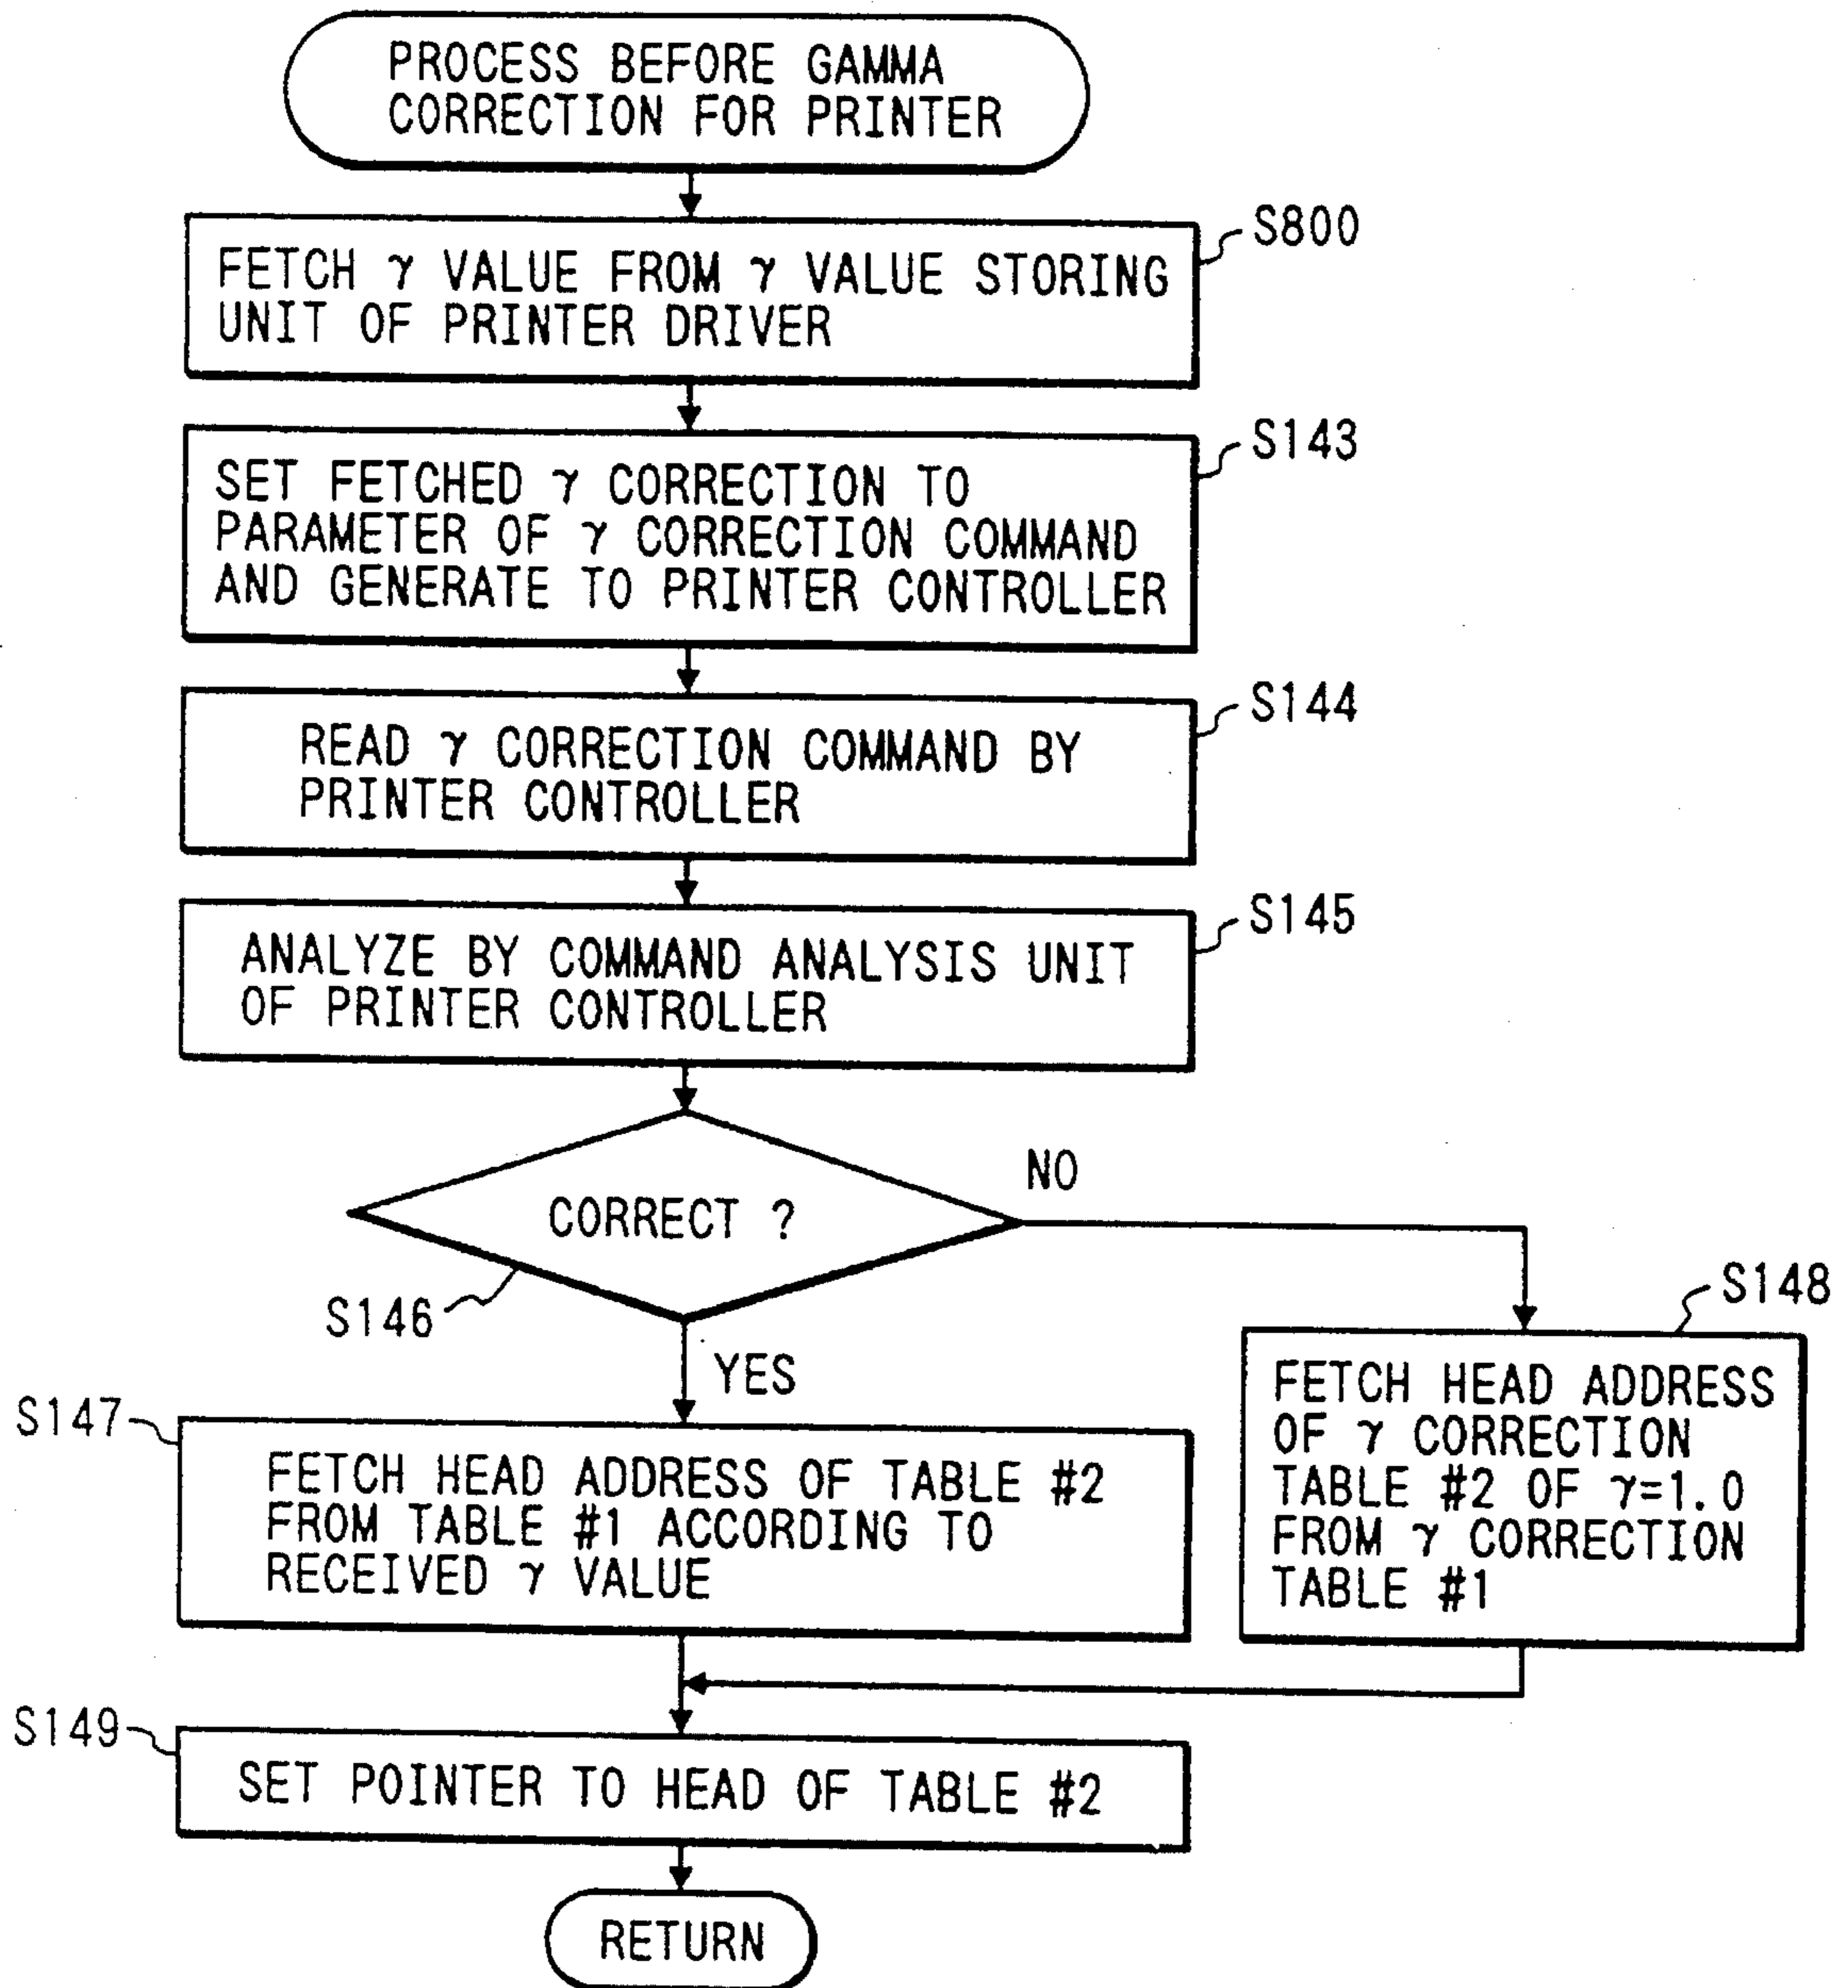 PROCESS BEFORE GAMMA
CORRECTION FOR PRINTER
S800
FETCH γ VALUE FROM γ VALUE STORING
UNIT OF PRINTER DRIVER
S143
SET FETCHED γ CORRECTION TO
PARAMETER OF γ CORRECTION COMMAND
AND GENERATE TO PRINTER CONTROLLER
S144
READ γ CORRECTION COMMAND BY
PRINTER CONTROLLER
S145
ANALYZE BY COMMAND ANALYSIS UNIT
OF PRINTER CONTROLLER
NO
CORRECT ?
S146
YES
S147
FETCH HEAD ADDRESS OF TABLE #2
FROM TABLE #1 ACCORDING TO
RECEIVED γ VALUE
S148
FETCH HEAD ADDRESS
OF γ CORRECTION
TABLE #2 OF γ=1.0
FROM γ CORRECTION
TABLE #1
S149
SET POINTER TO HEAD OF TABLE #2
RETURN